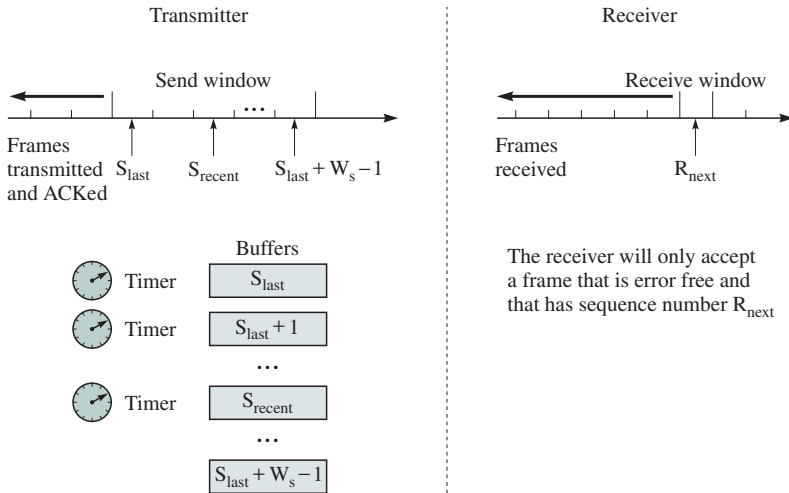 Transmitter
Send window
...
Frames
transmitted
and ACKed
S_last
S_recent
S_last + W_s − 1
Buffers
Timer
S_last
Timer
S_last + 1
...
Timer
S_recent
...
S_last + W_s − 1
Receiver
Receive window
Frames
received
R_next
The receiver will only accept
a frame that is error free and
that has sequence number R_next